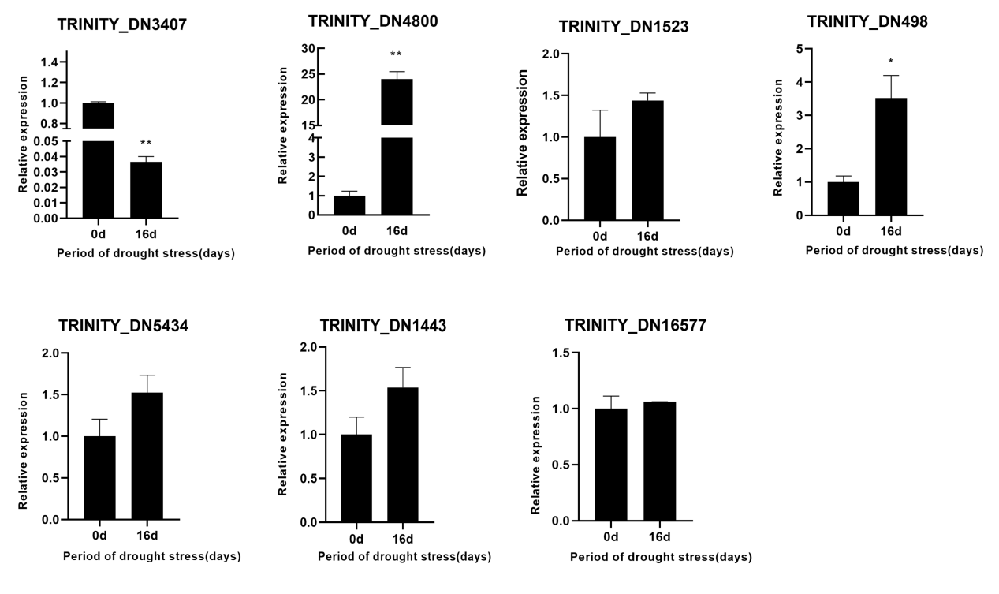 TRINITY_DN3407
Relative expression
1.4
1.2
1.0
0.8
0.05
0.04
0.03
0.02
0.01
0.00
**
0d 16d
Period of drought stress(days)
TRINITY_DN4800
Relative expression
30
25
20
15
4
3
2
1
0
**
0d 16d
Period of drought stress(days)
TRINITY_DN1523
Relative expression
2.0
1.5
1.0
0.5
0.0
0d 16d
Period of drought stress(days)
TRINITY_DN498
Relative expression
5
4
3
2
1
0
*
0d 16d
Period of drought stress(days)
TRINITY_DN5434
Relative expression
2.0
1.5
1.0
0.5
0.0
0d 16d
Period of drought stress(days)
TRINITY_DN1443
Relative expression
2.0
1.5
1.0
0.5
0.0
0d 16d
Period of drought stress(days)
TRINITY_DN16577
Relative expression
1.5
1.0
0.5
0.0
0d 16d
Period of drought stress(days)